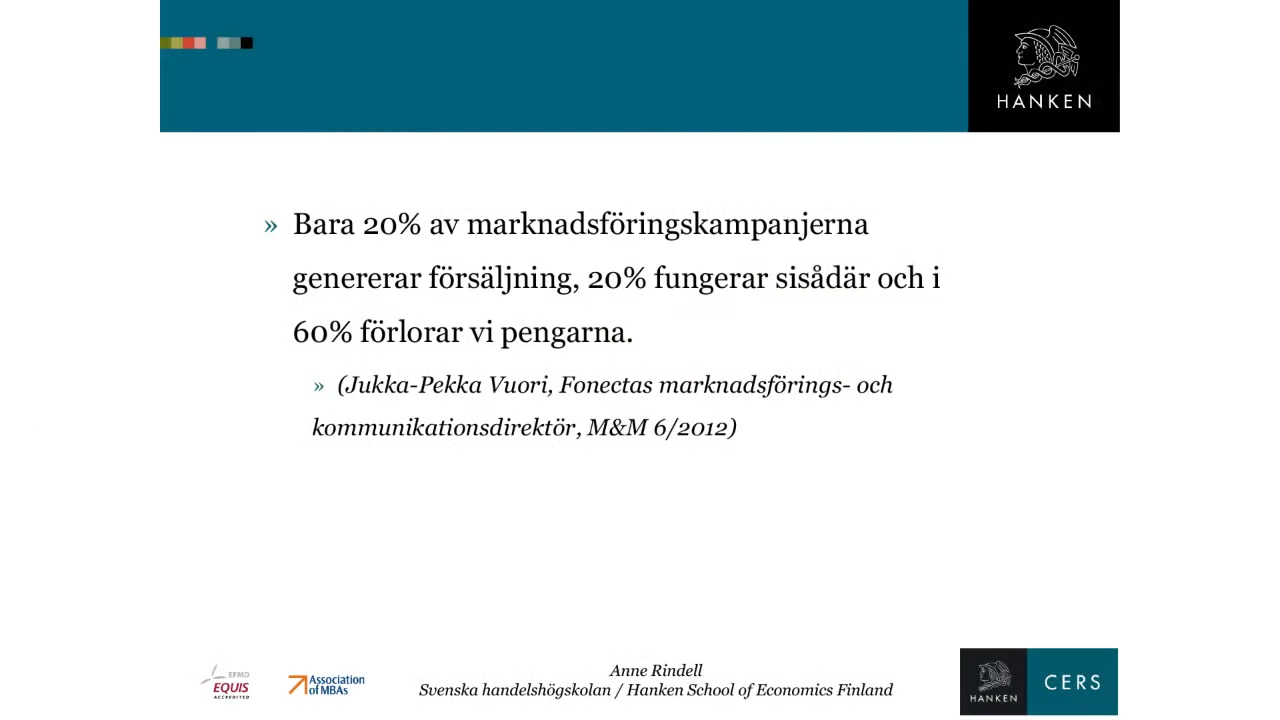 HANKEN
» Bara 20% av marknadsföringskampanjerna
genererar försäljning, 20% fungerar sisådär och i
60% förlorar vi pengarna.
» (Jukka-Pekka Vuori, Fonectas marknadsförings- och
kommunikationsdirektör, M&M 6/2012)
EFMD
EQUIS
ACCREDITED
Association
of MBAs
Anne Rindell
Svenska handelshögskolan / Hanken School of Economics Finland
HANKEN
CERS